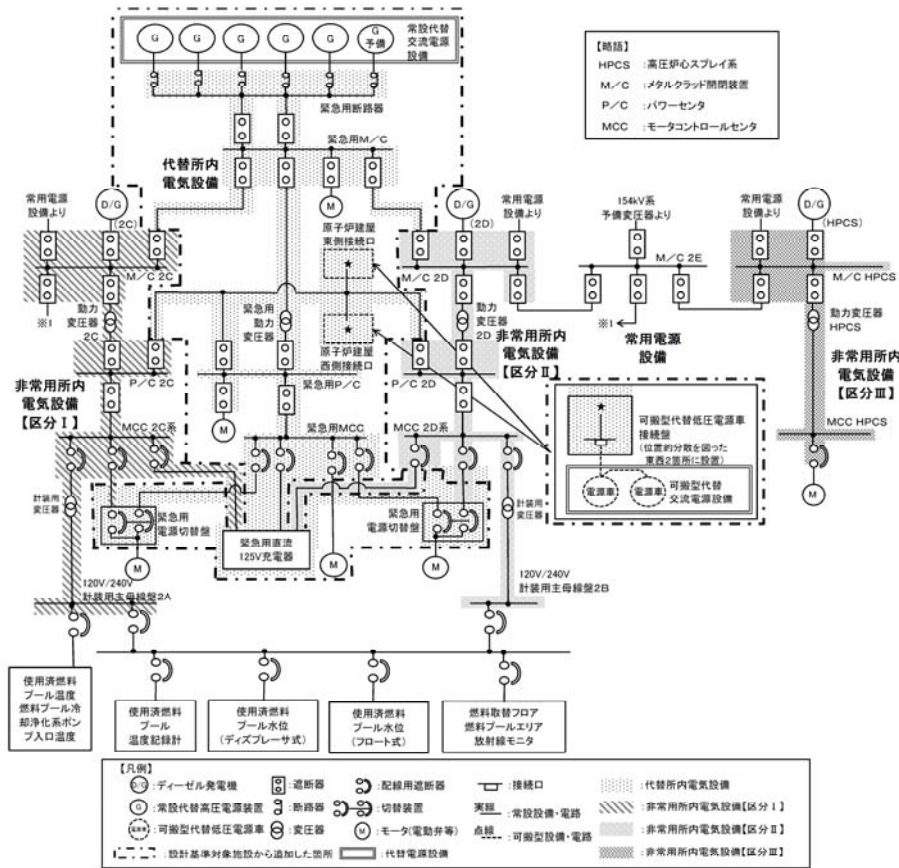 G
G
G
G
G
G
予備
常設代替
交流電源
設備
【略語】
HPCS :高圧炉心スプレイ系
M/C :メタルクラッド開閉装置
P/C :パワーセンタ
MCC :モータコントロールセンタ
緊急用断路器
緊急用M/C
代替所内
電気設備
常用電源
設備より
D/G
(2C)
M
原子炉建屋
東側接続口
D/G
(2D)
常用電源
設備より
154kV系
予備変圧器より
常用電源
設備より
D/G
(HPCS)
M/C 2C
M/C 2D
M/C 2E
M/C HPCS
※1
動力
変圧器
2C
緊急用
動力
変圧器
原子炉建屋
西側接続口
動力
変圧器
2D
※1
常用電源
設備
動力変圧器
HPCS
P/C 2C
緊急用P/C
P/C 2D
非常用所内
電気設備
【区分Ⅰ】
非常用所内
電気設備
【区分Ⅱ】
非常用所内
電気設備
【区分Ⅲ】
M
MCC 2C系
緊急用MCC
MCC 2D系
MCC HPCS
可搬型代替低圧電源車
接続盤
(位置的分散を図った
東西2箇所に設置)
電源車
電源車
可搬型代替
交流電源設備
M
計装用
変圧器
緊急用
電源切替盤
緊急用直流
125V充電器
緊急用
電源切替盤
計装用
変圧器
M
M
M
M
120V/240V
計装用主母線盤2A
120V/240V
計装用主母線盤2B
使用済燃料
プール温度
燃料プール冷
却浄化系ポン
プ入口温度
使用済燃料
プール
温度記録計
使用済燃料
プール水位
(ディスプレーサ式)
使用済燃料
プール水位
(フロート式)
燃料取替フロア
燃料プールエリア
放射線モニタ
【凡例】
D/G :ディーゼル発電機
:遮断器
:配線用遮断器
:接続口
:代替所内電気設備
G :常設代替高圧電源装置
:断路器
:切替装置
実線
:常設設備・電路
:非常用所内電気設備【区分Ⅰ】
電源車 :可搬型代替低圧電源車
:変圧器
M :モータ(電動弁等)
点線
:可搬型設備・電路
:非常用所内電気設備【区分Ⅱ】
:設計基準対象施設から追加した箇所
:代替電源設備
:非常用所内電気設備【区分Ⅲ】